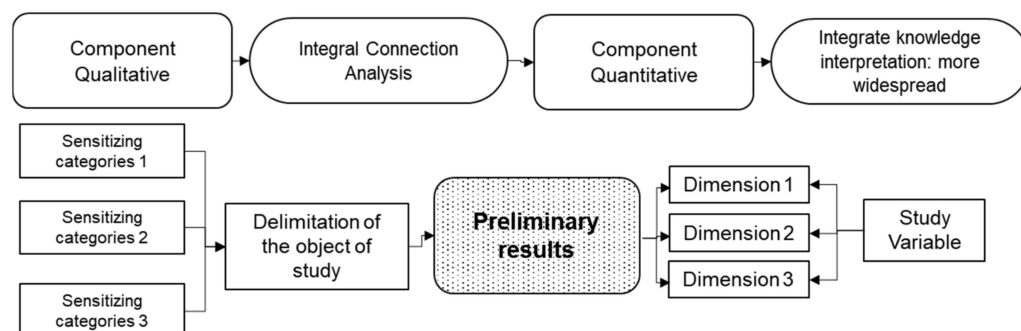 Component
Qualitative
Integral Connection
Analysis
Component
Quantitative
Integrate knowledge
interpretation: more
widespread
Sensitizing
categories 1
Sensitizing
categories 2
Sensitizing
categories 3
Delimitation of
the object of
study
Preliminary
results
Dimension 1
Dimension 2
Dimension 3
Study
Variable